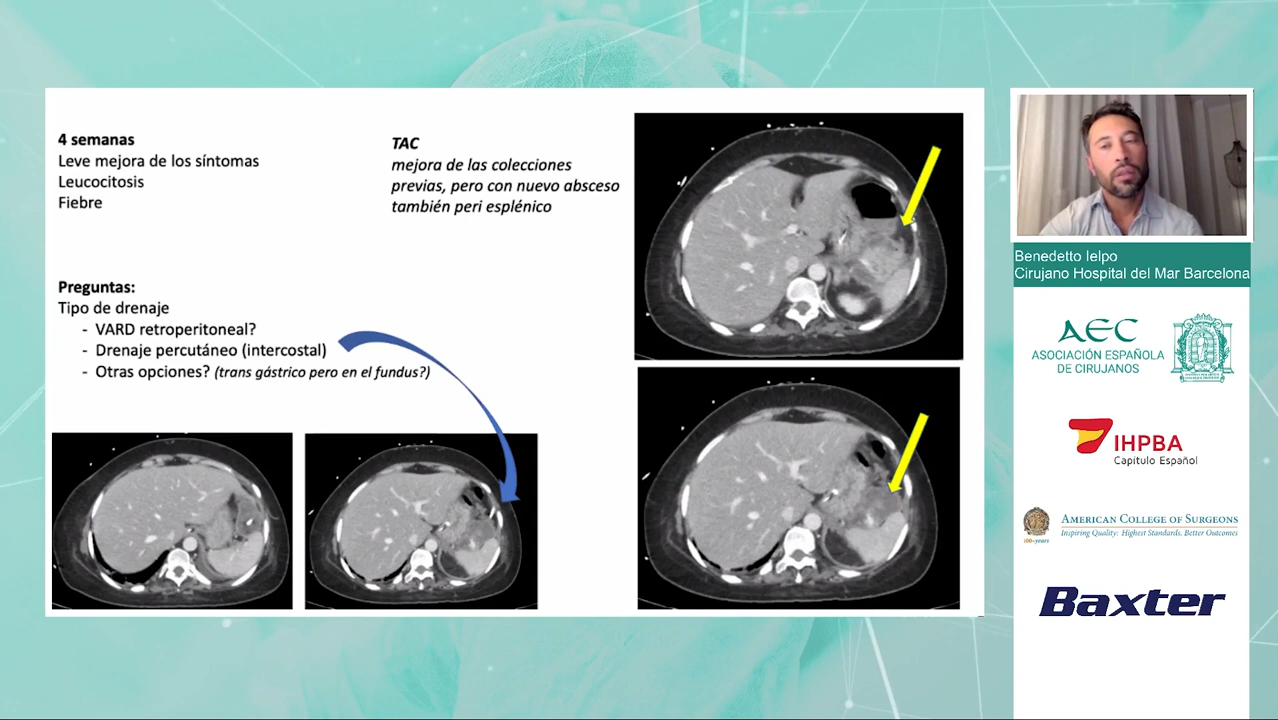 4 semanas
Leve mejora de los síntomas
Leucocitosis
Fiebre
TAC
mejora de las colecciones
previas, pero con nuevo absceso
también peri esplénico
Preguntas:
Tipo de drenaje
- VARD retroperitoneal?
- Drenaje percutáneo (intercostal)
- Otras opciones? (trans gástrico pero en el fundus?)
Benedetto Ielpo
Cirujano Hospital del Mar Barcelona
AEC
ASOCIACIÓN ESPAÑOLA
DE CIRUJANOS
IHPBA
Capítulo Español
100+years
AMERICAN COLLEGE OF SURGEONS
Inspiring Quality: Highest Standards, Better Outcomes
Baxter